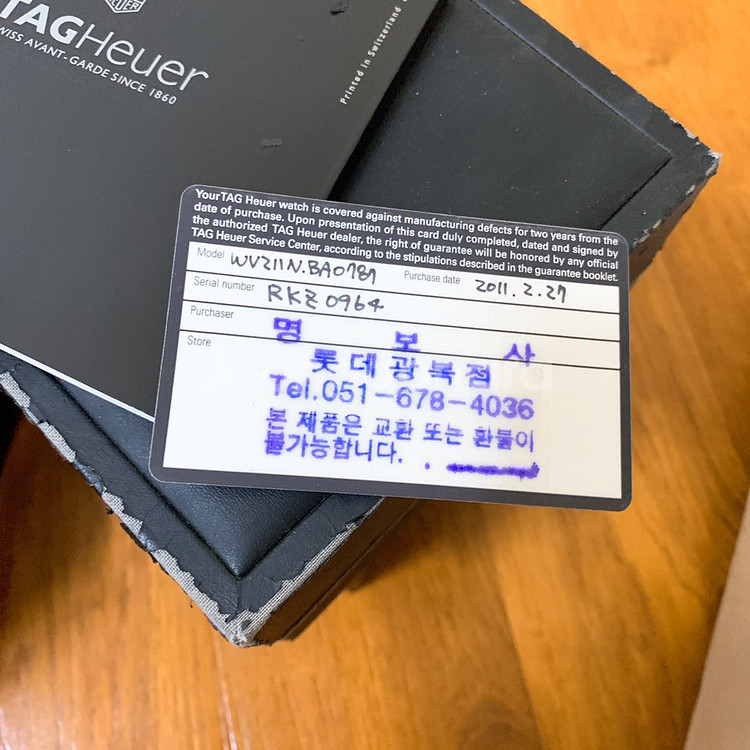 TAGHeuer
SWISS AVANT-GARDE SINCE 1860
Printed in Switzerland
YourTAG Heuer watch is covered against manufacturing defects for two years from the
date of purchase. Upon presentation of this card duly completed, dated and signed by
the authorized TAG Heuer dealer, the right of guarantee will be honored by any official
TAG Heuer Service Center, according to the stipulations described in the guarantee booklet.
Model WV211N.BA0787 Purchase date 2011.2.27
Serial number RKZ0964
Purchaser
Store
명 보 사
롯데광복점
Tel.051-678-4036
본 제품은 교환 또는 환불이
불가능합니다.